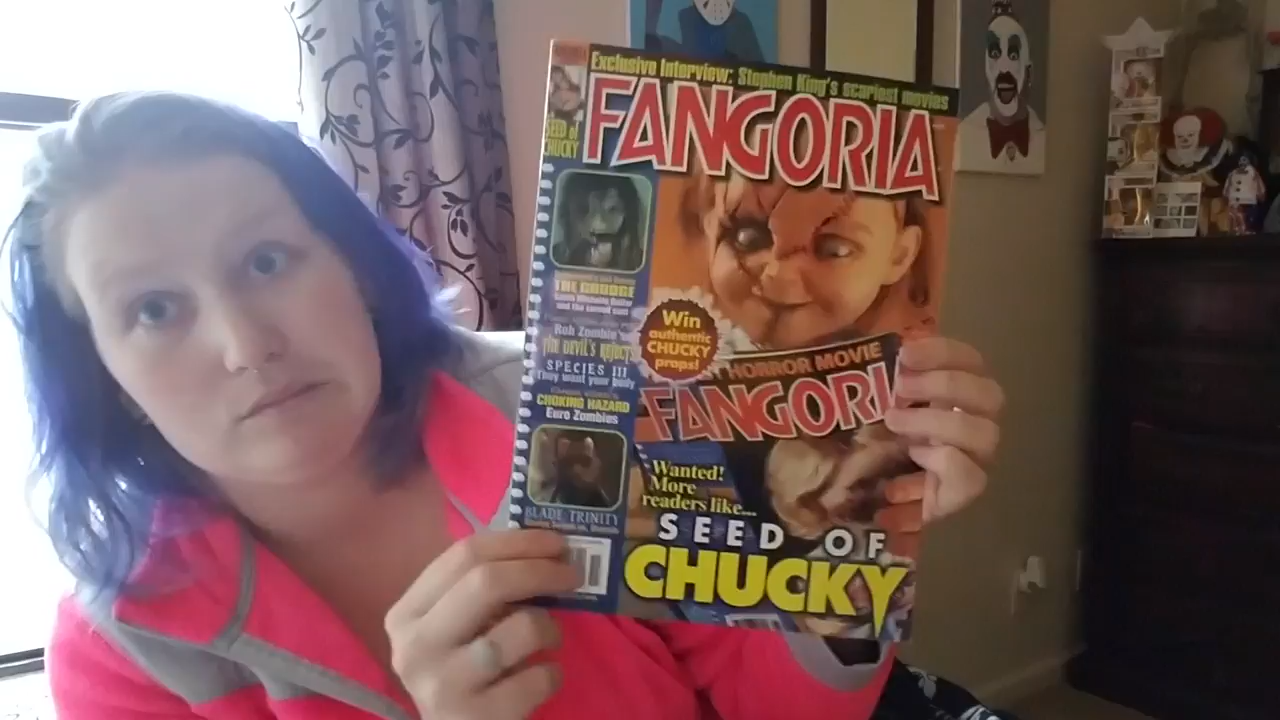 Exclusive Interview: Stephen King's scariest movies
FANGORIA
SEED of
CHUCKY
THE GRUDGE
Rob Zombie's
THE DEVIL'S REJECTS
SPECIES III
They want your body
CHOKING HAZARD
Euro Zombies
BLADE TRINITY
Win
authentic
CHUCKY
props!
HORROR MOVIE
FANGORI
Wanted!
More
readers like...
SEED OF
CHUCKY